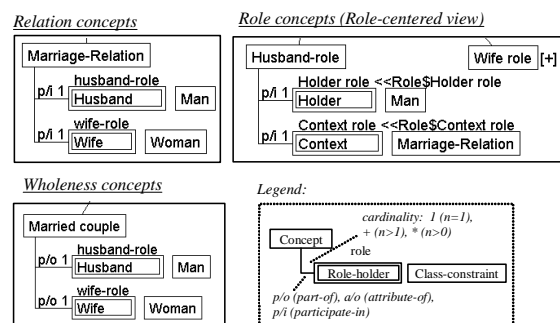 Relation concepts
Marriage-Relation
husband-role
p/i 1 Husband Man
wife-role
p/i 1 Wife Woman
Role concepts (Role-centered view)
Husband-role Wife role [+]
Holder role <<Role$Holder role
p/i 1 Holder Man
Context role <<Role$Context role
p/i 1 Context Marriage-Relation
Wholeness concepts
Married couple
husband-role
p/o 1 Husband Man
wife-role
p/o 1 Wife Woman
Legend:
cardinality: 1 (n=1),
+ (n>1), * (n>0)
Concept
role
Role-holder Class-constraint
p/o (part-of), a/o (attribute-of),
p/i (participate-in)